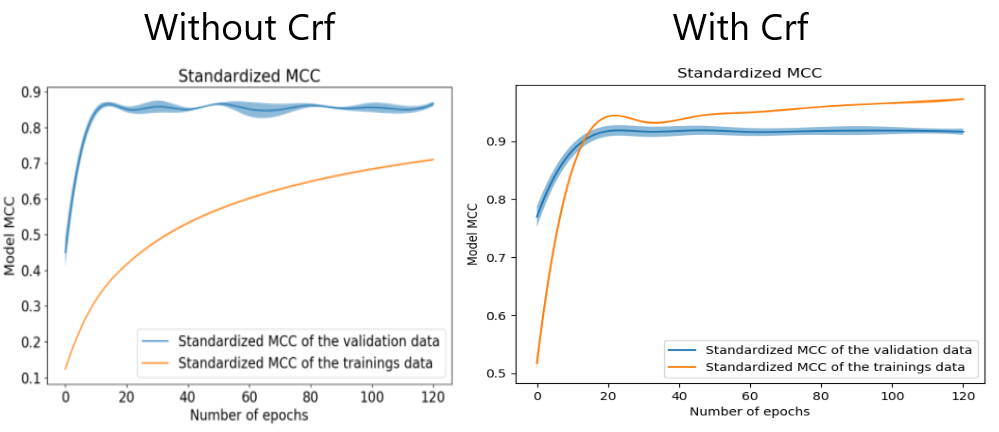 Without Crf
Standardized MCC
0.9
0.8
0.7
0.6
0.5
0.4
0.3
0.2
0.1
Model MCC
Standardized MCC of the validation data
Standardized MCC of the trainings data
0 20 40 60 80 100 120
Number of epochs
With Crf
Standardized MCC
0.9
0.8
0.7
0.6
0.5
Model MCC
Standardized MCC of the validation data
Standardized MCC of the trainings data
0 20 40 60 80 100 120
Number of epochs